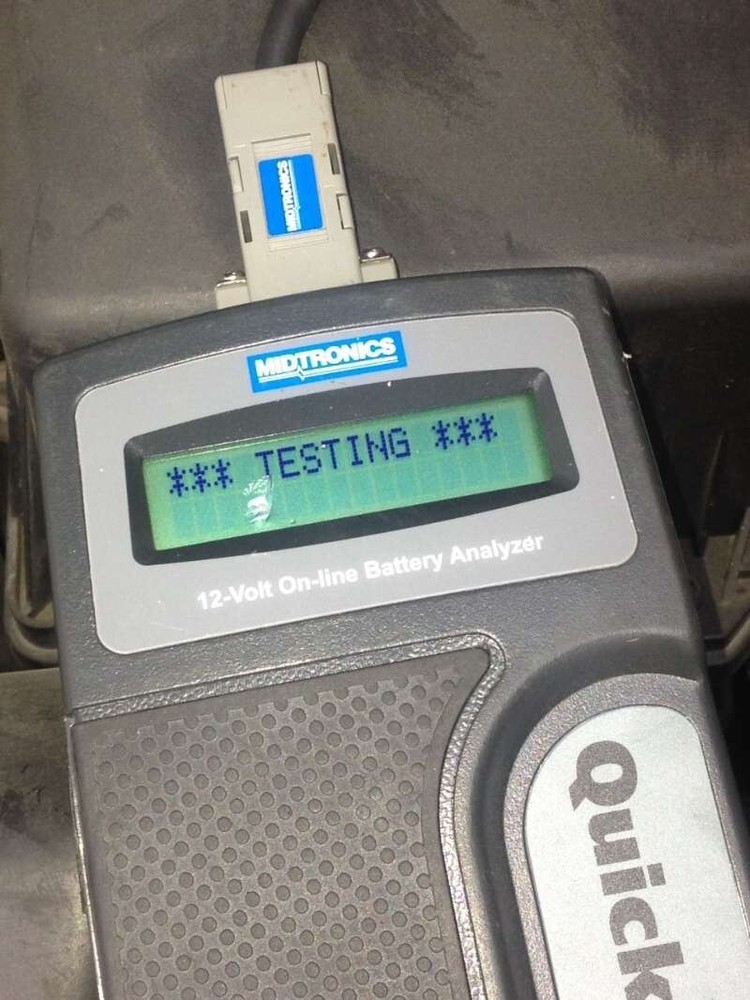 MIDTRONICS
MIDTRONICS
*** TESTING ***
12-Volt On-line Battery Analyzer
Quick